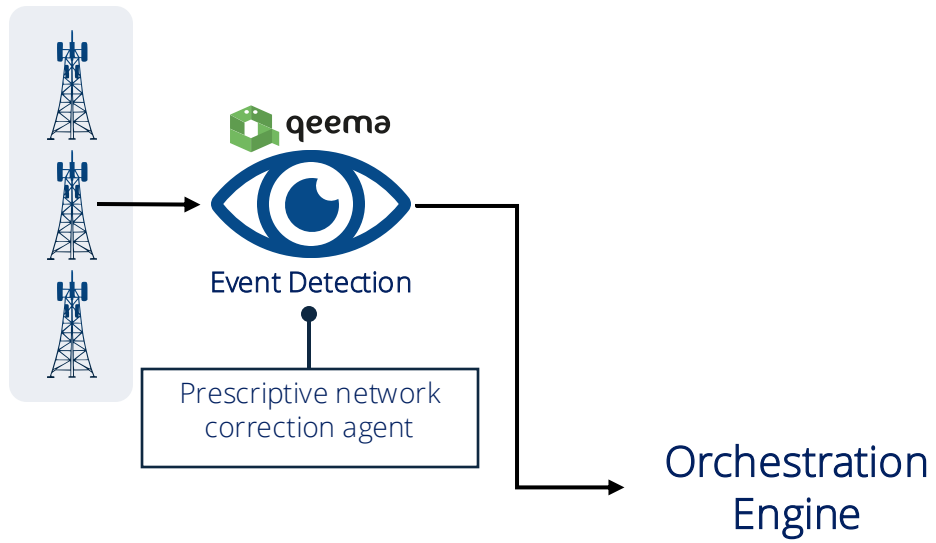 qeema
Event Detection
Prescriptive network
correction agent
Orchestration
Engine